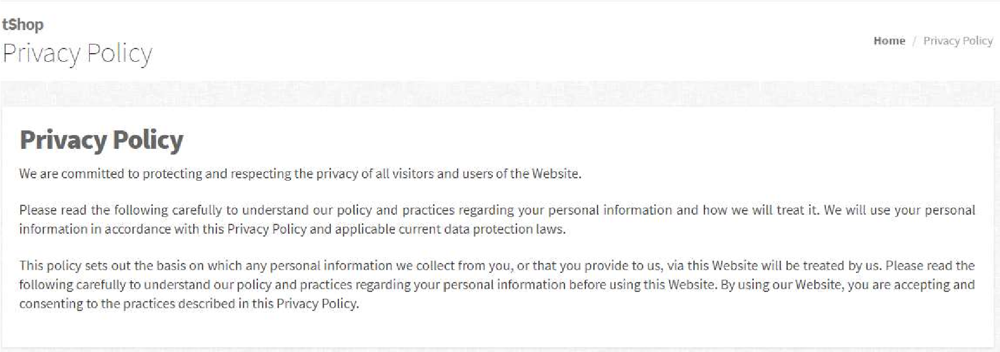 tShop
Privacy Policy
Home / Privacy Policy
Privacy Policy
We are committed to protecting and respecting the privacy of all visitors and users of the Website.
Please read the following carefully to understand our policy and practices regarding your personal information and how we will treat it. We will use your personal
information in accordance with this Privacy Policy and applicable current data protection laws.
This policy sets out the basis on which any personal information we collect from you, or that you provide to us, via this Website will be treated by us. Please read the
following carefully to understand our policy and practices regarding your personal information before using this Website. By using our Website, you are accepting and
consenting to the practices described in this Privacy Policy.